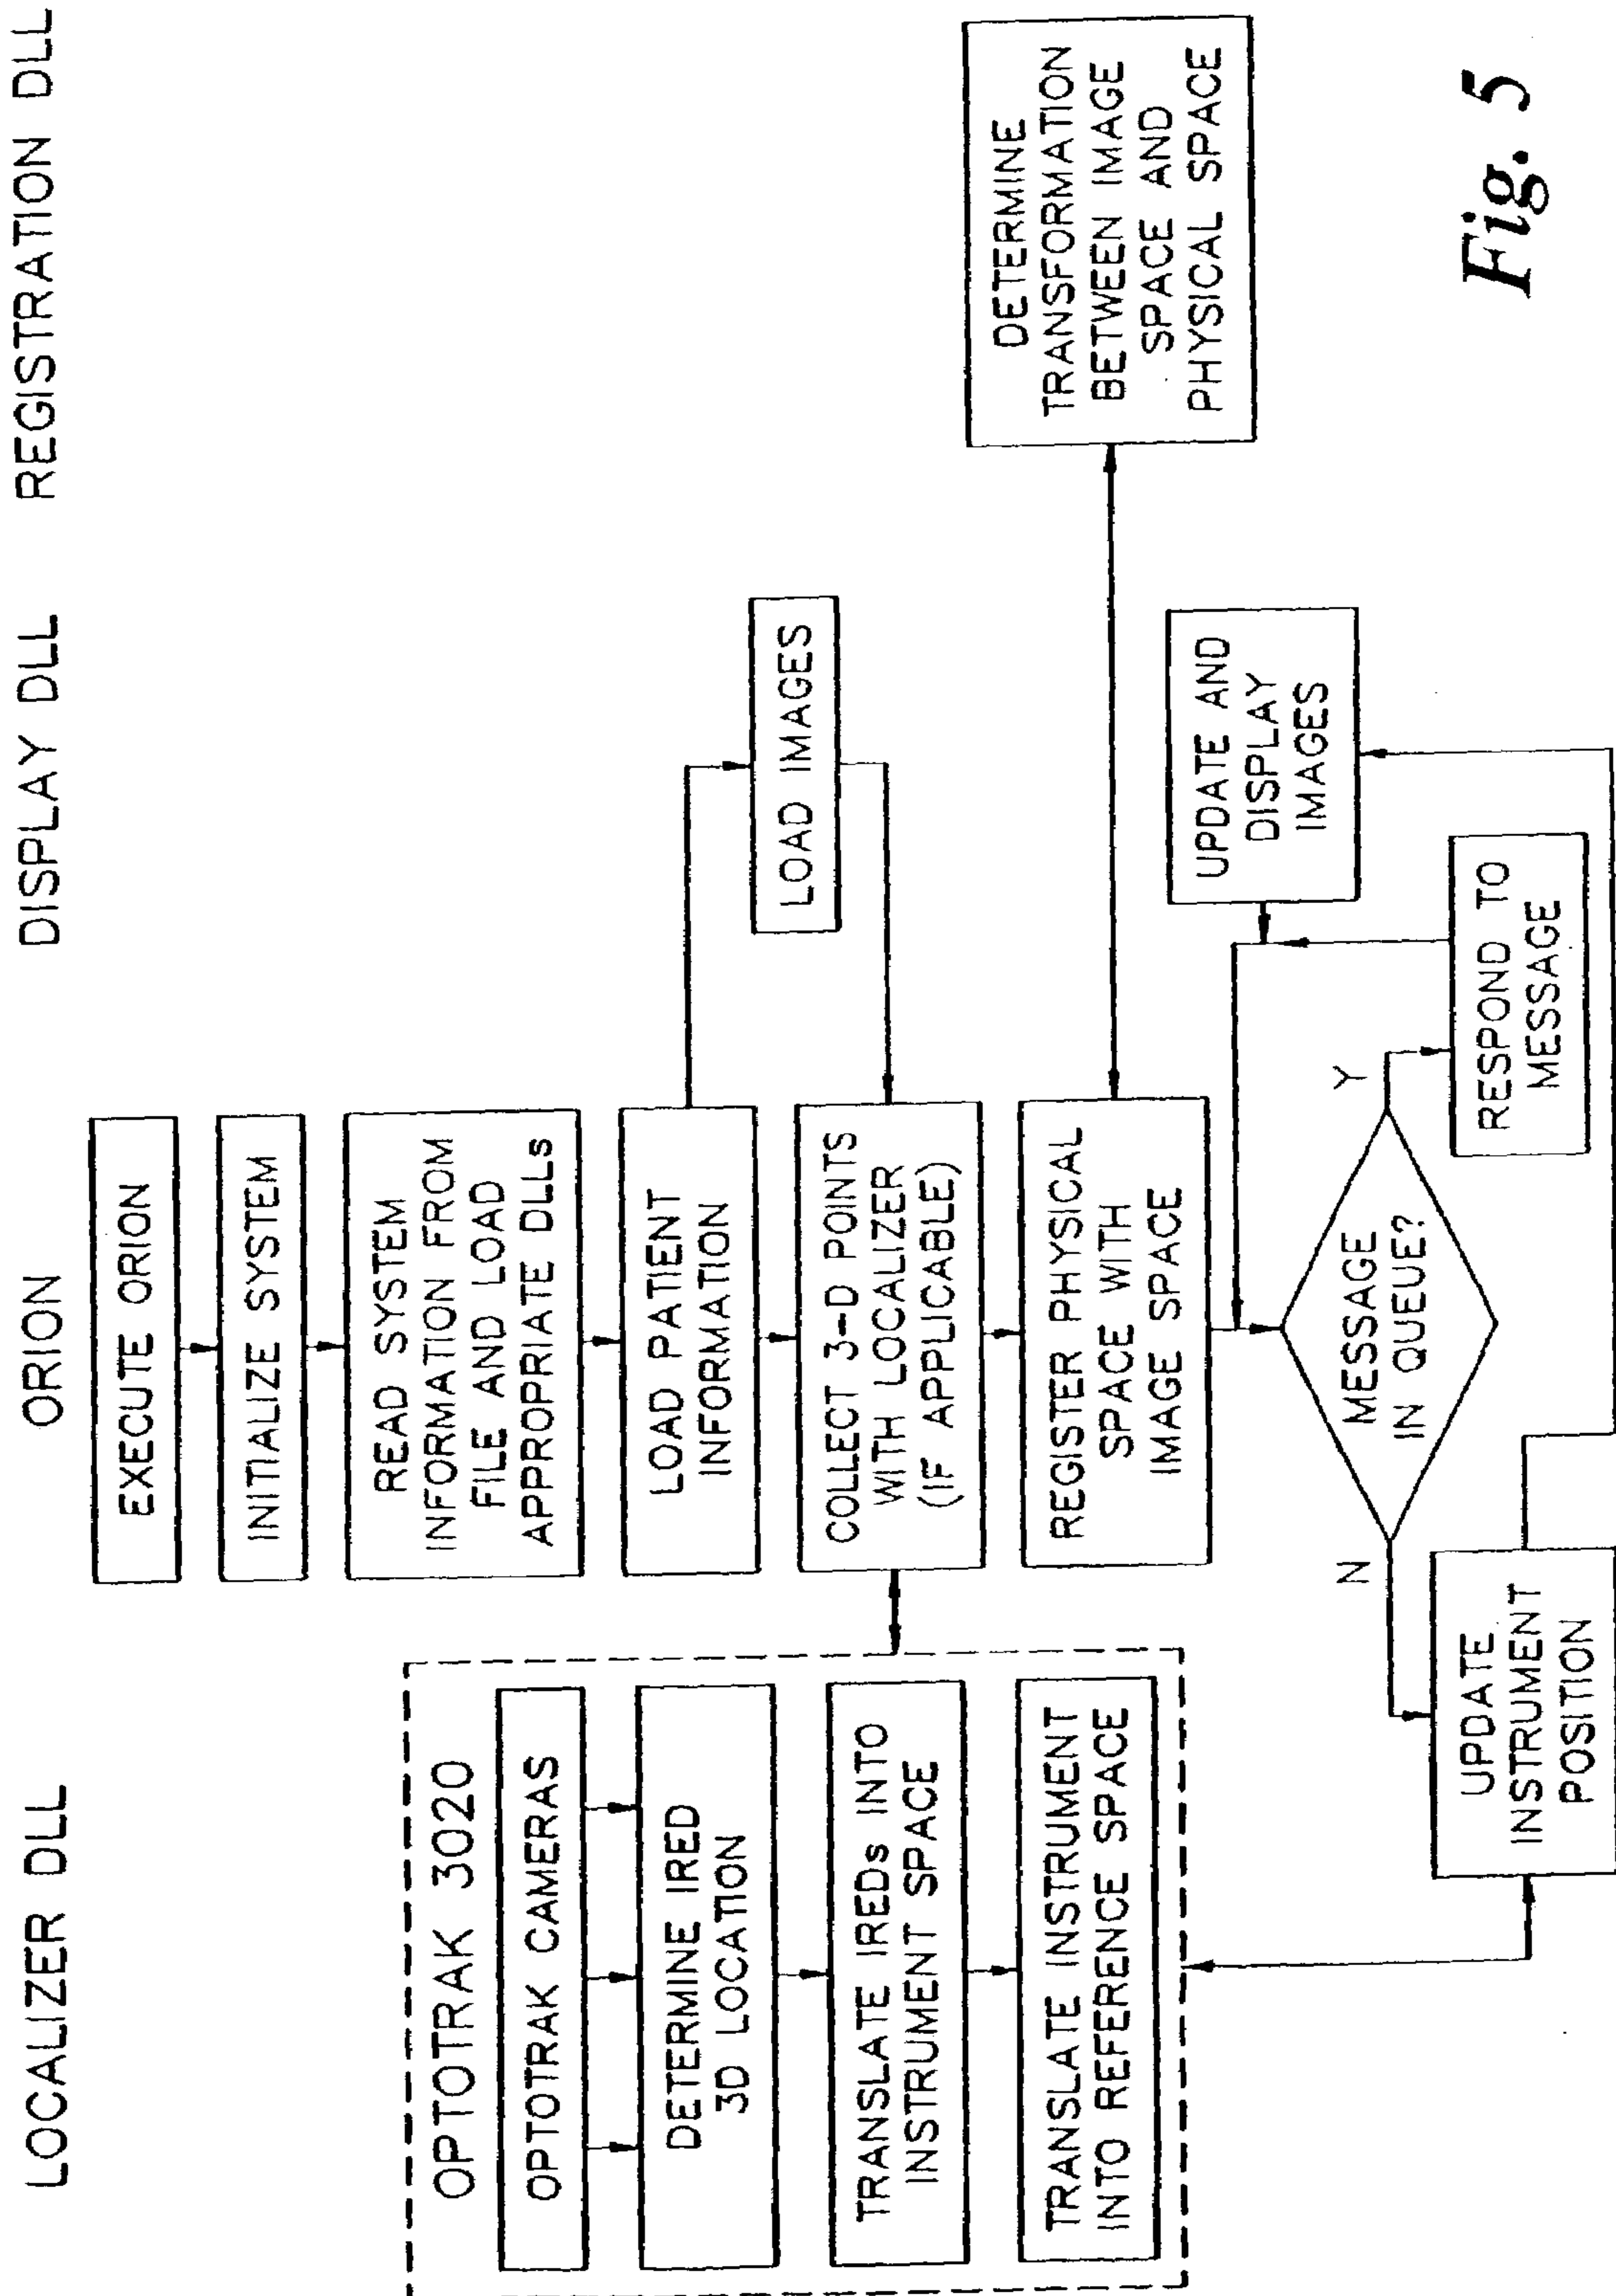 LOCALIZER DLL
ORION
DISPLAY DLL
REGISTRATION DLL
EXECUTE ORION
INITIALIZE SYSTEM
READ SYSTEM
INFORMATION FROM
FILE AND LOAD
APPROPRIATE DLLs
LOAD PATIENT
INFORMATION
LOAD IMAGES
COLLECT 3-D POINTS
WITH LOCALIZER
(IF APPLICABLE)
OPTOTRAK 3020
OPTOTRAK CAMERAS
DETERMINE IRED
3D LOCATION
TRANSLATE IREDs INTO
INSTRUMENT SPACE
TRANSLATE INSTRUMENT
INTO REFERENCE SPACE
REGISTER PHYSICAL
SPACE WITH
IMAGE SPACE
DETERMINE
TRANSFORMATION
BETWEEN IMAGE
SPACE AND
PHYSICAL SPACE
MESSAGE
IN QUEUE?
N
Y
UPDATE AND
DISPLAY
IMAGES
RESPOND TO
MESSAGE
UPDATE
INSTRUMENT
POSITION
Fig. 5